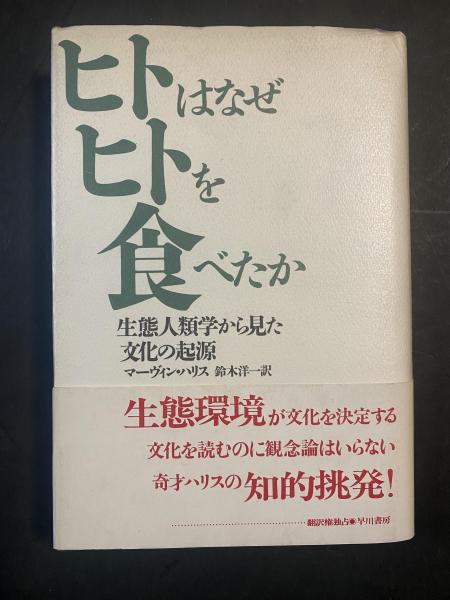 ヒトはなぜ
ヒトを
食べたか
生態人類学から見た
文化の起源
マーヴィン・ハリス 鈴木洋一訳
生態環境が文化を決定する
文化を読むのに観念論はいらない
奇才ハリスの知的挑発!
翻訳権独占✺早川書房